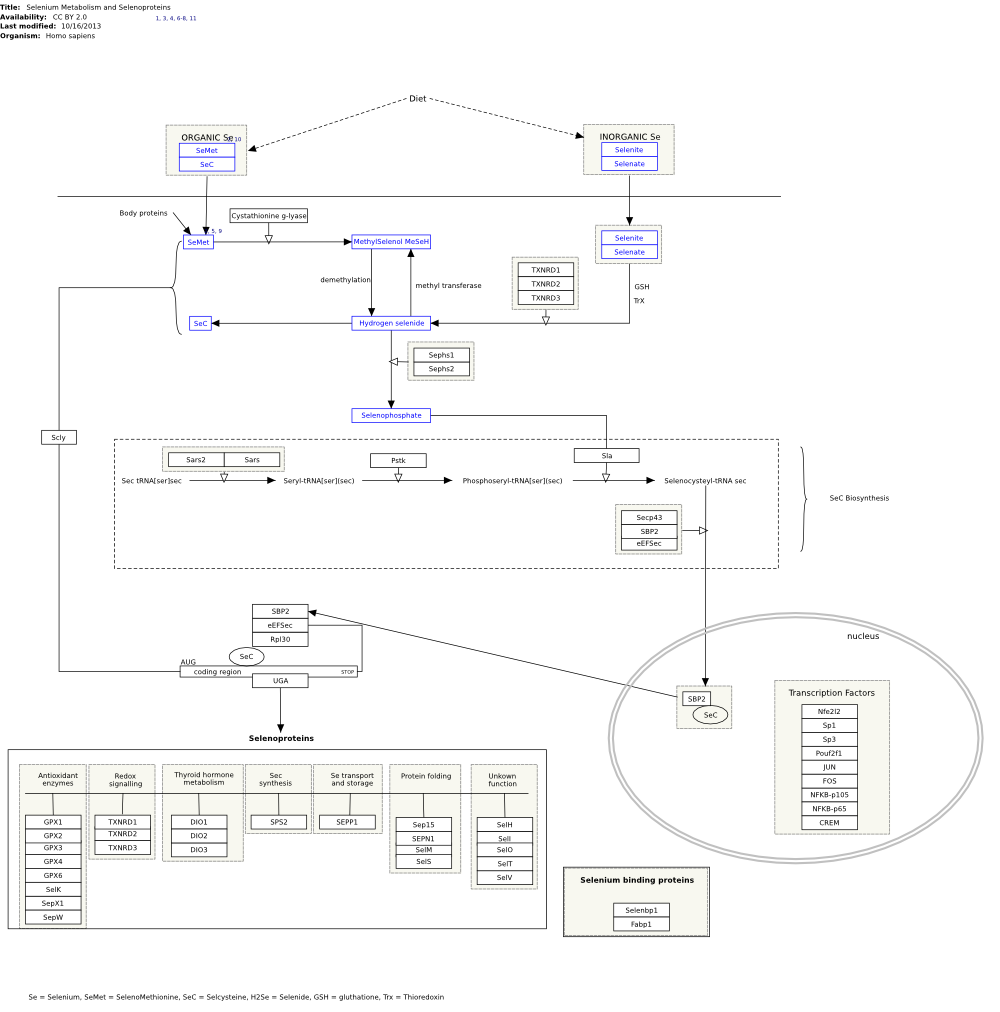 Title: Selenium Metabolism and Selenoproteins
Availability: CC BY 2.0
1, 3, 4, 6-8, 11
Last modified: 10/16/2013
Organism: Homo sapiens
Diet
ORGANIC Se
10
SeMet
SeC
INORGANIC Se
Selenite
Selenate
Body proteins
Cystathionine g-lyase
5, 9
SeMet
MethylSelenol MeSeH
Selenite
Selenate
demethylation
methyl transferase
TXNRD1
TXNRD2
TXNRD3
GSH
TrX
SeC
Hydrogen selenide
Sephs1
Sephs2
Selenophosphate
Scly
Sars2
Sars
Pstk
Sla
Sec tRNA[ser]sec
Seryl-tRNA[ser](sec)
Phosphoseryl-tRNA[ser](sec)
Selenocysteyl-tRNA sec
SeC Biosynthesis
Secp43
SBP2
eEFSec
SBP2
eEFSec
Rpl30
SeC
AUG
coding region
STOP
UGA
nucleus
SBP2
SeC
Transcription Factors
Nfe2l2
Sp1
Sp3
Pouf2f1
JUN
FOS
NFKB-p105
NFKB-p65
CREM
Selenoproteins
Antioxidant
enzymes
GPX1
GPX2
GPX3
GPX4
GPX6
SelK
SepX1
SepW
Redox
signalling
TXNRD1
TXNRD2
TXNRD3
Thyroid hormone
metabolism
DIO1
DIO2
DIO3
Sec
synthesis
SPS2
Se transport
and storage
SEPP1
Protein folding
Sep15
SEPN1
SelM
SelS
Unkown
function
SelH
SelI
SelO
SelT
SelV
Selenium binding proteins
Selenbp1
Fabp1
Se = Selenium, SeMet = SelenoMethionine, SeC = Selcysteine, H2Se = Selenide, GSH = gluthatione, Trx = Thioredoxin